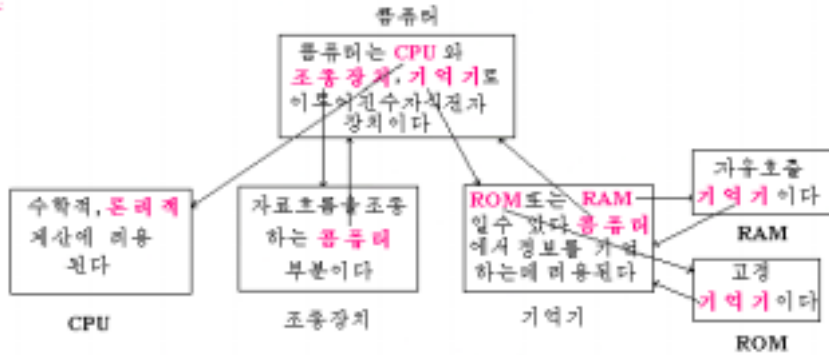 콤퓨터
콤퓨터는 CPU와
조종장치, 기억기로
이루어진수자식전자
장치이다
수학적, 론리적
계산에 리용
된다
CPU
자료흐름을조종
하는 콤퓨터
부분이다
조종장치
ROM또는 RAM
일수 있다 콤퓨터
에서 정보를 기억
하는데 리용된다
기억기
자유호출
기억기이다
RAM
고정
기억기이다
ROM